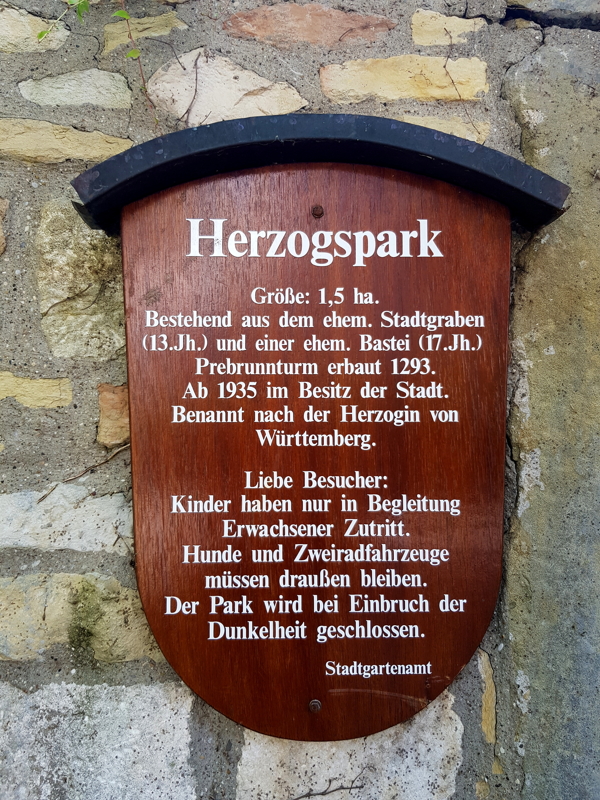 Herzogspark
Größe: 1,5 ha.
Bestehend aus dem ehem. Stadtgraben
(13.Jh.) und einer ehem. Bastei (17.Jh.)
Prebrunnturm erbaut 1293.
Ab 1935 im Besitz der Stadt.
Benannt nach der Herzogin von
Württemberg.
Liebe Besucher:
Kinder haben nur in Begleitung
Erwachsener Zutritt.
Hunde und Zweiradfahrzeuge
müssen draußen bleiben.
Der Park wird bei Einbruch der
Dunkelheit geschlossen.
Stadtgartenamt